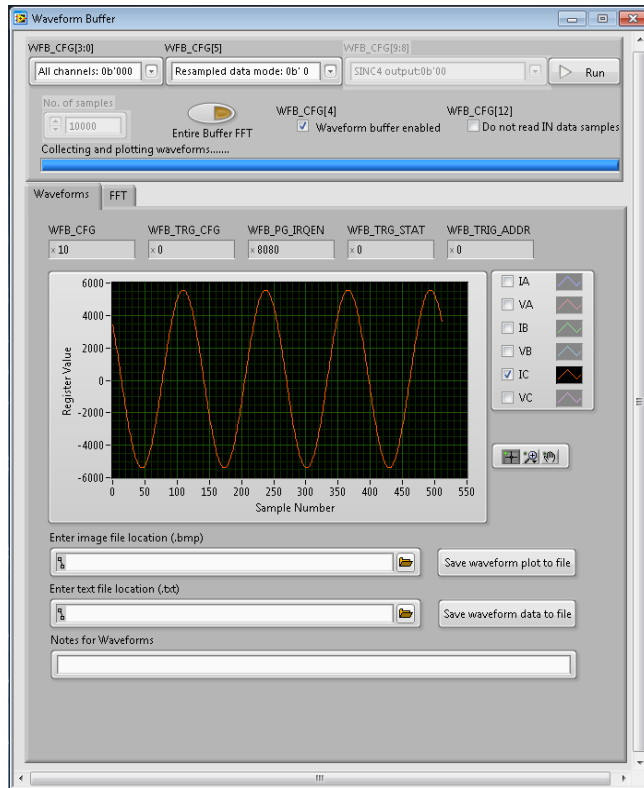 Waveform Buffer
WFB_CFG[3:0] WFB_CFG[5] WFB_CFG[9:8]
All channels: 0b'000 Resampled data mode: 0b' 0 SINC4 output:0b'00 Run
No. of samples
10000
Entire Buffer FFT
WFB_CFG[4] WFB_CFG[12]
Waveform buffer enabled Do not read IN data samples
Collecting and plotting waveforms.......
Waveforms FFT
WFB_CFG WFB_TRG_CFG WFB_PG_IRQEN WFB_TRG_STAT WFB_TRIG_ADDR
x 10 x 0 x 8080 x 0 x 0
6000
4000
2000
0
-2000
-4000
-6000
Register Value
0 50 100 150 200 250 300 350 400 450 500 550
Sample Number
IA
VA
IB
VB
IC
VC
Enter image file location (.bmp)
Save waveform plot to file
Enter text file location (.txt)
Save waveform data to file
Notes for Waveforms